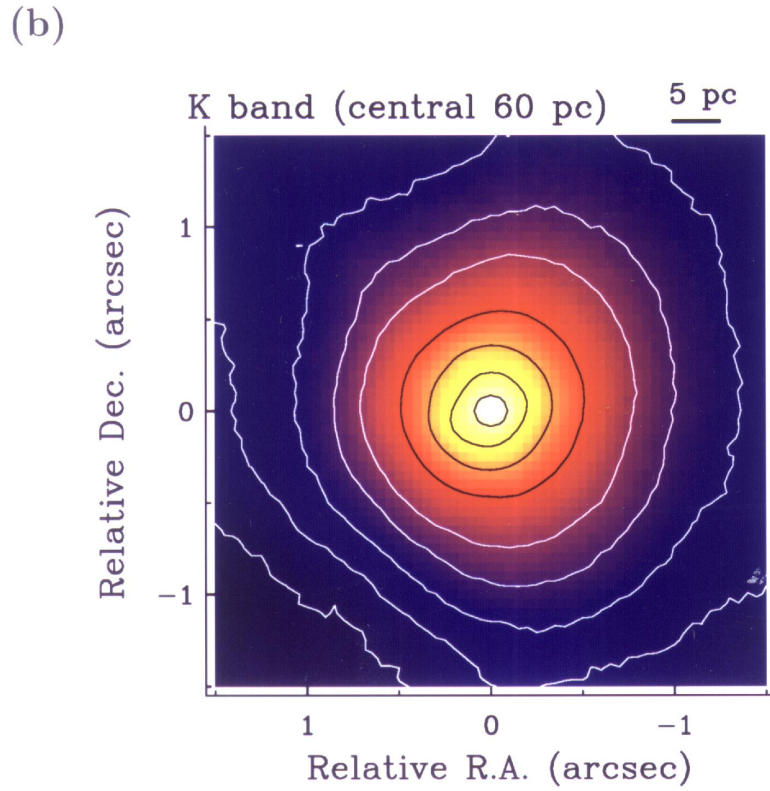 (b)
K band (central 60 pc)
5 pc
Relative Dec. (arcsec)
1
0
−1
1
0
−1
Relative R.A. (arcsec)